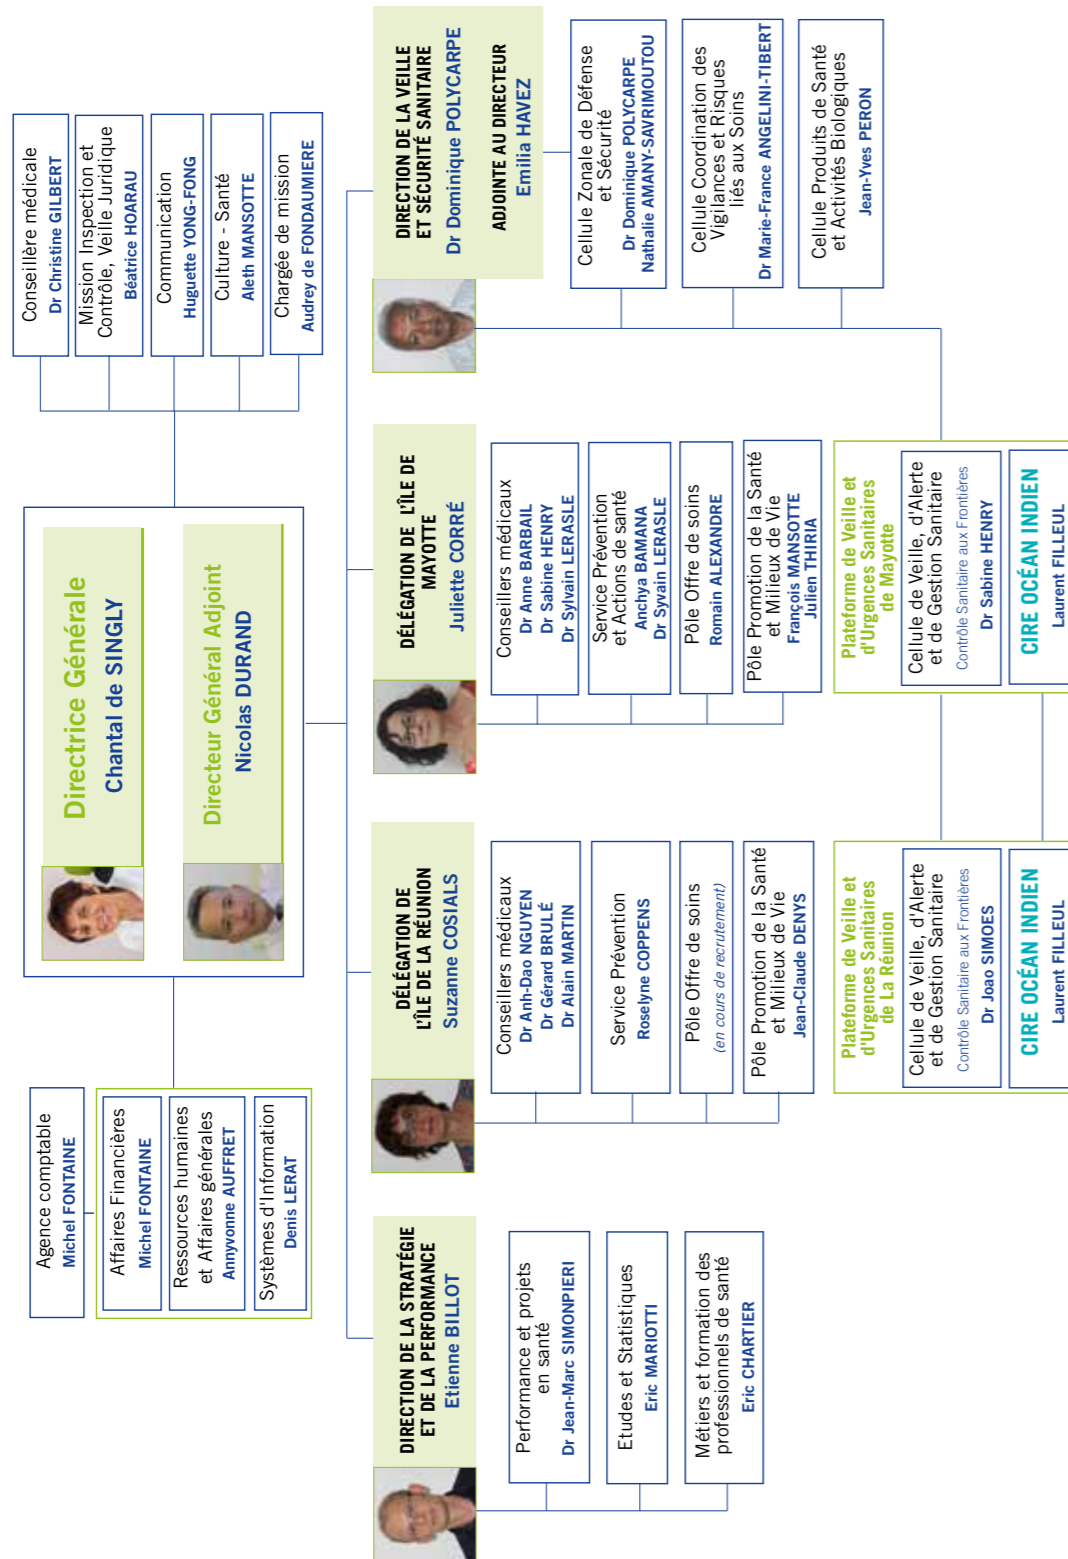 Directrice Générale
Chantal de SINGLY
Directeur Général Adjoint
Nicolas DURAND
Agence comptable
Michel FONTAINE
Affaires Financières
Michel FONTAINE
Ressources humaines
et Affaires générales
Annyvonne AUFFRET
Systèmes d'Information
Denis LERAT
Conseillère médicale
Dr Christine GILBERT
Mission Inspection et
Contrôle, Veille Juridique
Béatrice HOARAU
Communication
Huguette YONG-FONG
Culture - Santé
Aleth MANSOTTE
Chargée de mission
Audrey de FONDAUMIERE
DIRECTION DE LA STRATÉGIE
ET DE LA PERFORMANCE
Etienne BILLOT
Performance et projets
en santé
Dr Jean-Marc SIMONPIERI
Etudes et Statistiques
Eric MARIOTTI
Métiers et formation des
professionnels de santé
Eric CHARTIER
DÉLÉGATION DE
L'ÎLE DE LA RÉUNION
Suzanne COSIALS
Conseillers médicaux
Dr Anh-Dao NGUYEN
Dr Gérard BRULÉ
Dr Alain MARTIN
Service Prévention
Roselyne COPPENS
Pôle Offre de soins
(en cours de recrutement)
Pôle Promotion de la Santé
et Milieux de Vie
Jean-Claude DENYS
Plateforme de Veille et
d'Urgences Sanitaires
de La Réunion
Cellule de Veille, d'Alerte
et de Gestion Sanitaire
Contrôle Sanitaire aux Frontières
Dr Joao SIMOES
CIRE OCÉAN INDIEN
Laurent FILLEUL
DÉLÉGATION DE L'ÎLE DE
MAYOTTE
Juliette CORRÉ
Conseillers médicaux
Dr Anne BARBAIL
Dr Sabine HENRY
Dr Sylvain LERASLE
Service Prévention
et Actions de santé
Anchya BAMANA
Dr Syvain LERASLE
Pôle Offre de soins
Romain ALEXANDRE
Pôle Promotion de la Santé
et Milieux de Vie
François MANSOTTE
Julien THIRIA
Plateforme de Veille et
d'Urgences Sanitaires
de Mayotte
Cellule de Veille, d'Alerte
et de Gestion Sanitaire
Contrôle Sanitaire aux Frontières
Dr Sabine HENRY
CIRE OCÉAN INDIEN
Laurent FILLEUL
DIRECTION DE LA VEILLE
ET SÉCURITÉ SANITAIRE
Dr Dominique POLYCARPE
ADJOINTE AU DIRECTEUR
Emilia HAVEZ
Cellule Zonale de Défense
et Sécurité
Dr Dominique POLYCARPE
Nathalie AMANY-SAVRIMOUTOU
Cellule Coordination des
Vigilances et Risques
liés aux Soins
Dr Marie-France ANGELINI-TIBERT
Cellule Produits de Santé
et Activités Biologiques
Jean-Yves PERON